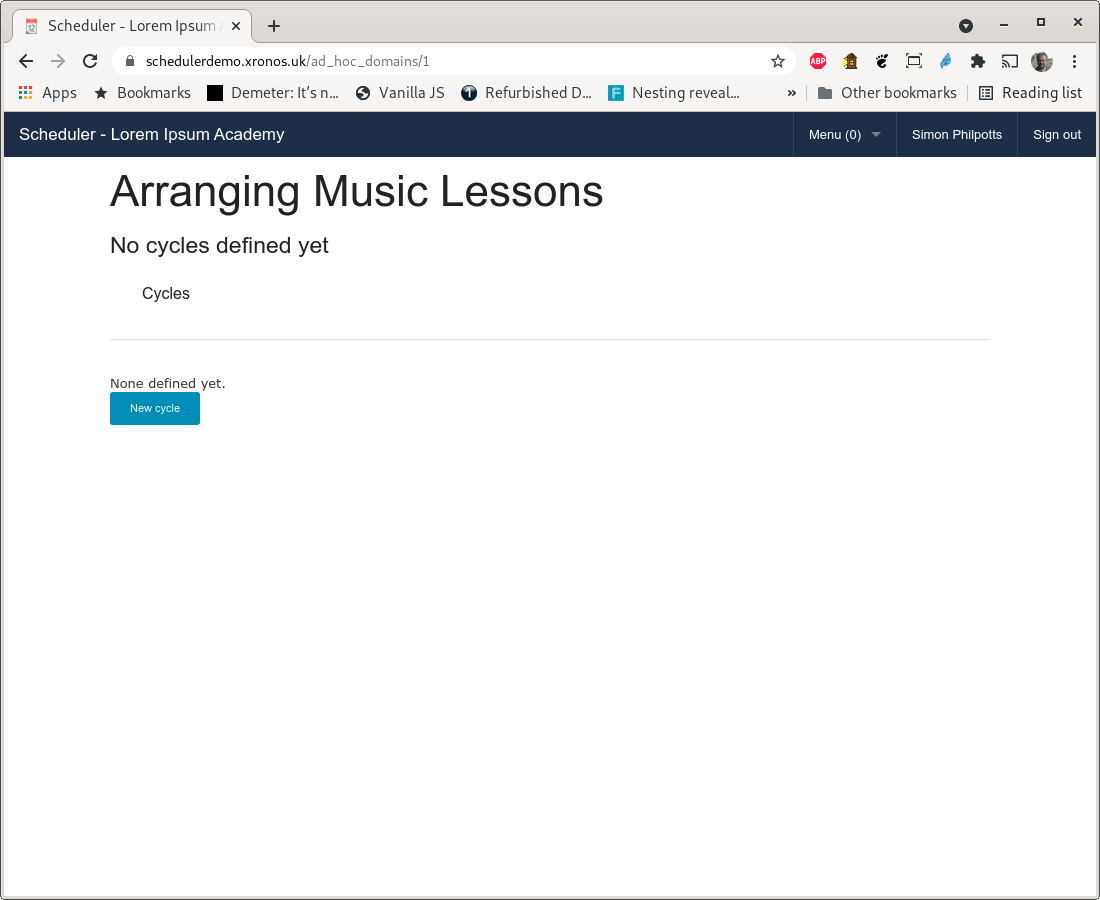 Scheduler - Lorem Ipsum
schedulerdemo.xronos.uk/ad_hoc_domains/1
ABP
Apps Bookmarks Demeter: It's n... Vanilla JS Refurbished D... Nesting reveal... » Other bookmarks Reading list
Scheduler - Lorem Ipsum Academy Menu (0) Simon Philpotts Sign out
Arranging Music Lessons
No cycles defined yet
Cycles
None defined yet.
New cycle